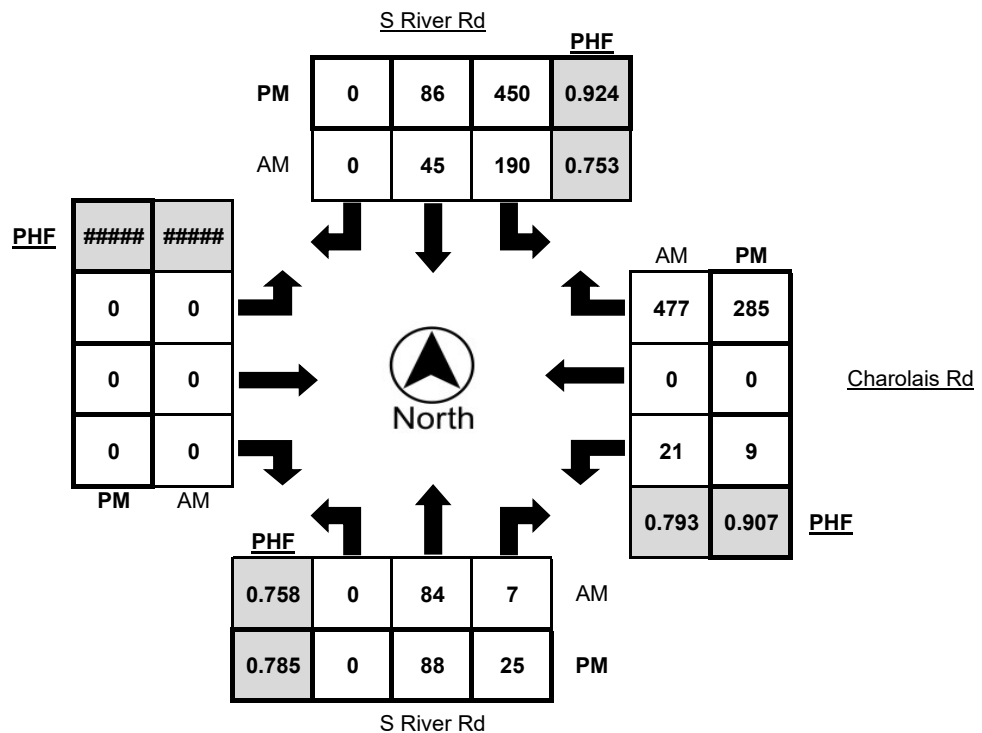 S River Rd
PHF
PM 0 86 450 0.924
AM 0 45 190 0.753
PHF ##### #####
0 0
0 0
0 0
PM AM
AM PM
477 285
0 0
21 9
0.793 0.907 PHF
Charolais Rd
North
PHF
0.758 0 84 7 AM
0.785 0 88 25 PM
S River Rd